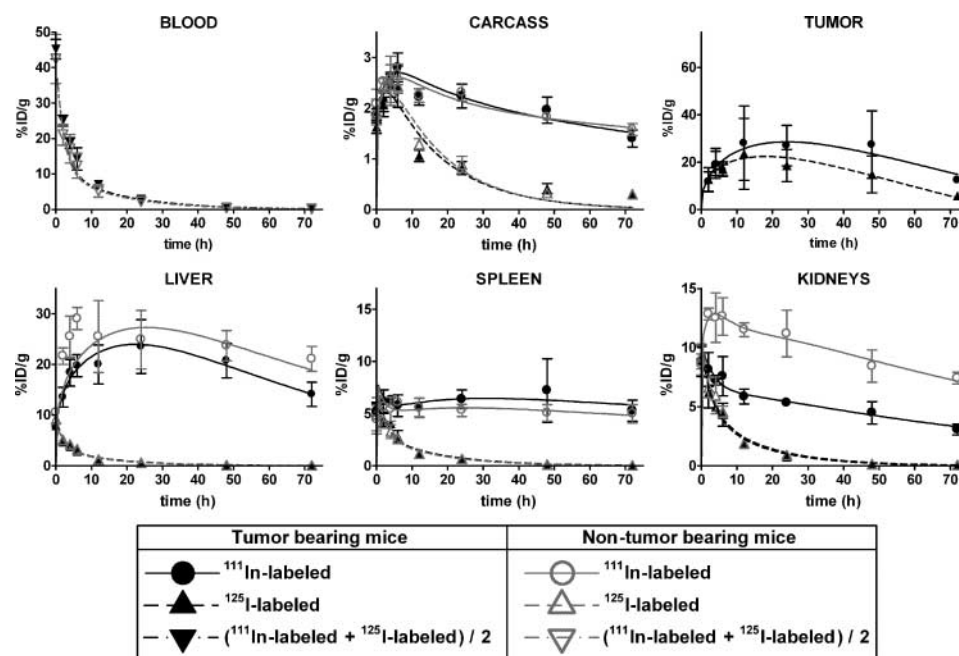 BLOOD CARCASS TUMOR
%ID/g %ID/g %ID/g
50
40
30
20
10
0
0 10 20 30 40 50 60 70
time (h)
4
3
2
1
0
0 10 20 30 40 50 60 70
time (h)
80
60
40
20
0
0 10 20 30 40 50 60 70
time (h)
LIVER SPLEEN KIDNEYS
%ID/g %ID/g %ID/g
30
20
10
0
0 10 20 30 40 50 60 70
time (h)
15
10
5
0
0 10 20 30 40 50 60 70
time (h)
15
10
5
0
0 10 20 30 40 50 60 70
time (h)
Tumor bearing mice Non-tumor bearing mice
¹¹¹In-labeled ¹¹¹In-labeled
¹²⁵I-labeled ¹²⁵I-labeled
(¹¹¹In-labeled + ¹²⁵I-labeled) / 2 (¹¹¹In-labeled + ¹²⁵I-labeled) / 2